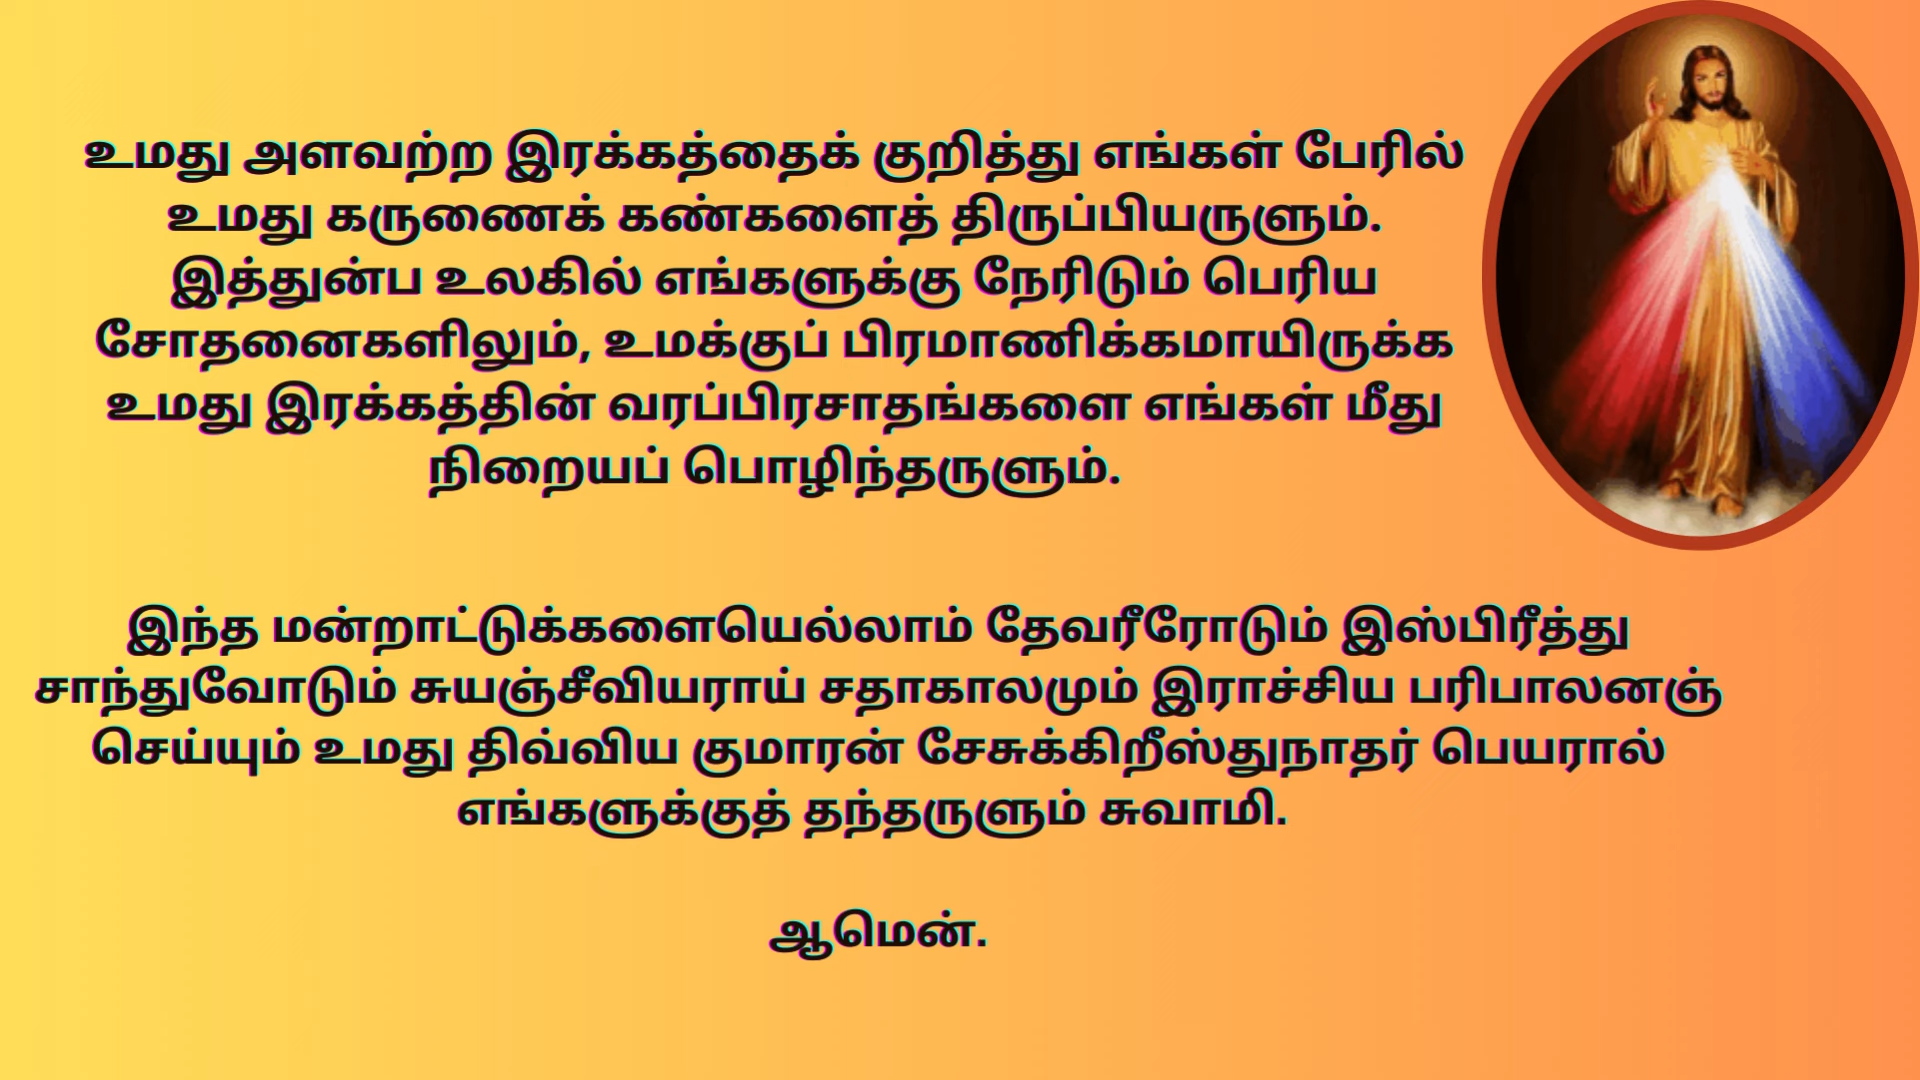 உமது அளவற்ற இரக்கத்தைக் குறித்து எங்கள் பேரில்
உமது கருணைக் கண்களைத் திருப்பியருளும்.
இத்துன்ப உலகில் எங்களுக்கு நேரிடும் பெரிய
சோதனைகளிலும், உமக்குப் பிரமாணிக்கமாயிருக்க
உமது இரக்கத்தின் வரப்பிரசாதங்களை எங்கள் மீது
நிறையப் பொழிந்தருளும்.
இந்த மன்றாட்டுக்களையெல்லாம் தேவரீரோடும் இஸ்பிரீத்து
சாந்துவோடும் சுயஞ்சீவியராய் சதாகாலமும் இராச்சிய பரிபாலனஞ்
செய்யும் உமது திவ்விய குமாரன் சேசுக்கிறீஸ்துநாதர் பெயரால்
எங்களுக்குத் தந்தருளும் சுவாமி.
ஆமென்.